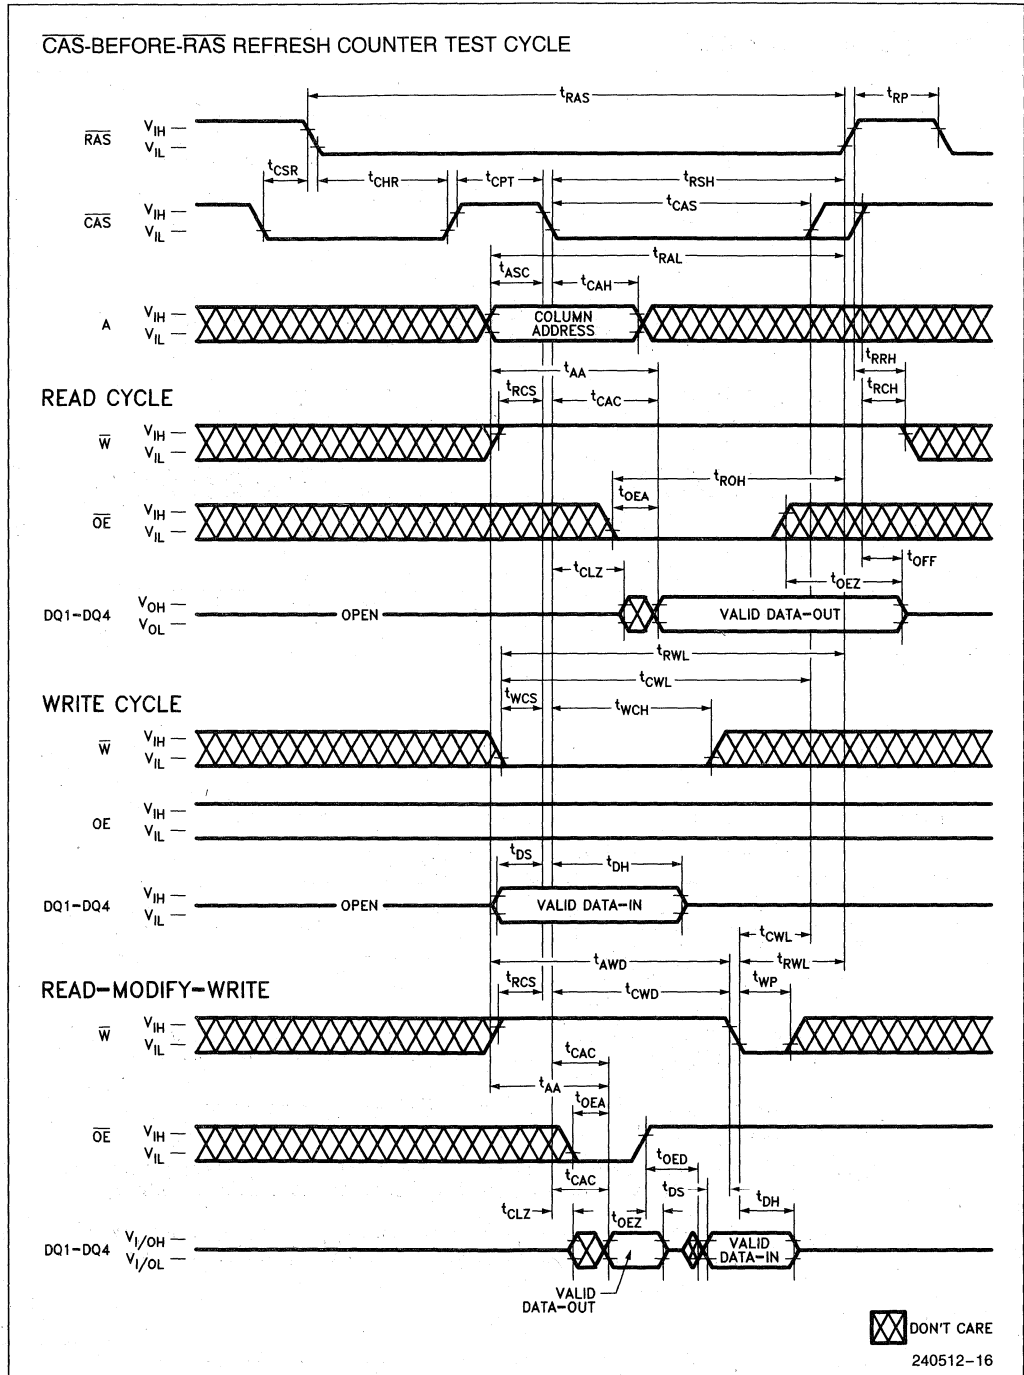 CAS-BEFORE-RAS REFRESH COUNTER TEST CYCLE
tRAS
tRP
RAS
VIH
VIL
tCSR
tCHR
tCPT
tRSH
tCAS
CAS
VIH
VIL
tRAL
tASC
tCAH
A
VIH
VIL
COLUMN
ADDRESS
tRRH
tAA
READ CYCLE
tRCS
tCAC
tRCH
W
VIH
VIL
tROH
tOEA
OE
VIH
VIL
tOFF
tCLZ
tOEZ
DQ1-DQ4
VOH
VOL
OPEN
VALID DATA-OUT
tRWL
tCWL
WRITE CYCLE
tWCS
tWCH
W
VIH
VIL
OE
VIH
VIL
tDS
tDH
DQ1-DQ4
VIH
VIL
OPEN
VALID DATA-IN
tCWL
tAWD
tRWL
READ-MODIFY-WRITE
tRCS
tCWD
tWP
W
VIH
VIL
tCAC
tAA
tOEA
OE
VIH
VIL
tOED
tCAC
tDS
tCLZ
tOEZ
tDH
DQ1-DQ4
VI/OH
VI/OL
VALID
DATA-IN
VALID
DATA-OUT
DON'T CARE
240512-16